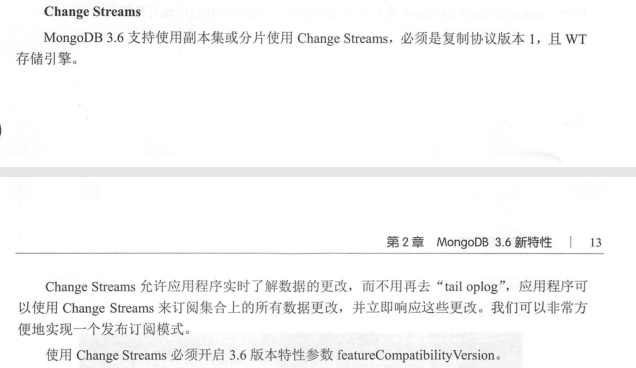 Change Streams
MongoDB 3.6 支持使用副本集或分片使用 Change Streams，必须是复制协议版本 1，且 WT
存储引擎。
第 2 章 MongoDB 3.6 新特性 | 13
Change Streams 允许应用程序实时了解数据的更改，而不用再去“tail oplog”，应用程序可
以使用 Change Streams 来订阅集合上的所有数据更改，并立即响应这些更改。我们可以非常方
便地实现一个发布订阅模式。
使用 Change Streams 必须开启 3.6 版本特性参数 featureCompatibilityVersion。